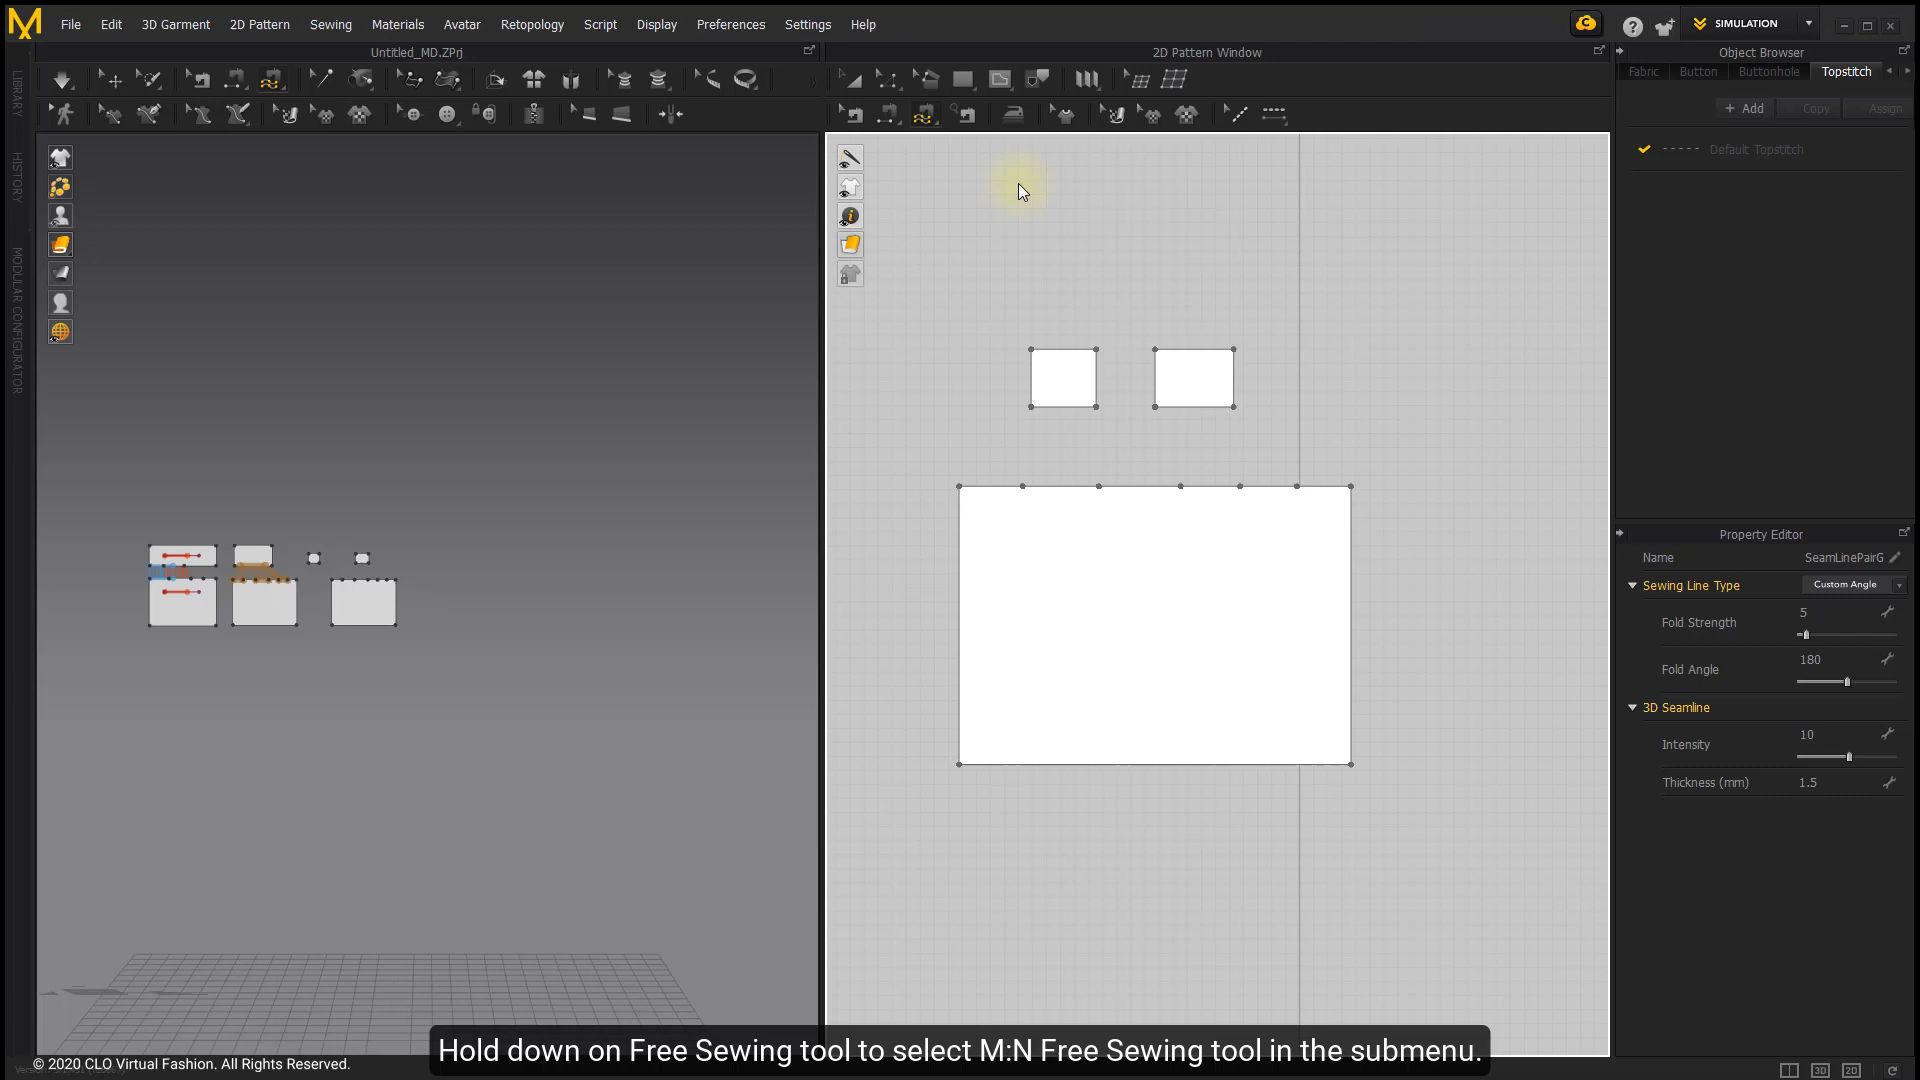 File Edit 3D Garment 2D Pattern Sewing Materials Avatar Retopology Script Display Preferences Settings Help
SIMULATION
Untitled_MD.ZPrj
2D Pattern Window
Object Browser
Fabric Button Buttonhole Topstitch
+ Add Copy Assign
Default Topstitch
LIBRARY
HISTORY
MODULAR CONFIGURATOR
Property Editor
Name SeamLinePairG
Sewing Line Type Custom Angle
Fold Strength 5
Fold Angle 180
3D Seamline
Intensity 10
Thickness (mm) 1.5
Hold down on Free Sewing tool to select M:N Free Sewing tool in the submenu.
© 2020 CLO Virtual Fashion. All Rights Reserved.
3D 2D